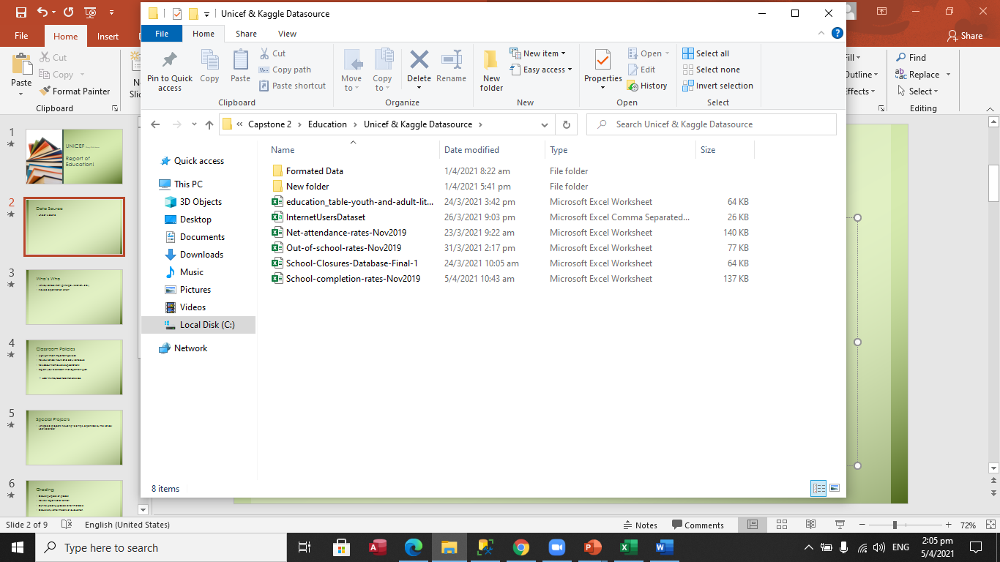 Unicef & Kaggle Datasource
File Home Share View
File Home Insert
Share
Pin to Quick access
Copy
Paste
Cut
Copy path
Paste shortcut
Clipboard
Move to
Copy to
Delete
Rename
Organize
New folder
New item
Easy access
New
Properties
Open
Edit
History
Open
Select all
Select none
Invert selection
Select
Paste
Cut
Copy
Format Painter
Clipboard
Find
Replace
Select
Editing
« Capstone 2 > Education > Unicef & Kaggle Datasource >
Search Unicef & Kaggle Datasource
Quick access
This PC
3D Objects
Desktop
Documents
Downloads
Music
Pictures
Videos
Local Disk (C:)
Network
Name Date modified Type Size
Formated Data 1/4/2021 8:22 am File folder
New folder 1/4/2021 5:41 pm File folder
education_table-youth-and-adult-lit... 24/3/2021 3:42 pm Microsoft Excel Worksheet 64 KB
InternetUsersDataset 26/3/2021 9:03 pm Microsoft Excel Comma Separated... 26 KB
Net-attendance-rates-Nov2019 23/3/2021 9:22 am Microsoft Excel Worksheet 140 KB
Out-of-school-rates-Nov2019 31/3/2021 2:17 pm Microsoft Excel Worksheet 77 KB
School-Closures-Database-Final-1 24/3/2021 10:05 am Microsoft Excel Worksheet 64 KB
School-completion-rates-Nov2019 5/4/2021 10:43 am Microsoft Excel Worksheet 137 KB
8 items
1
UNICEF
Report of
Education!
2
Data Source
3
Who's Who
4
Classroom Policies
5
Special Projects
6
Grading
Slide 2 of 9 English (United States) Notes Comments 72%
Type here to search
ENG
2:05 pm
5/4/2021